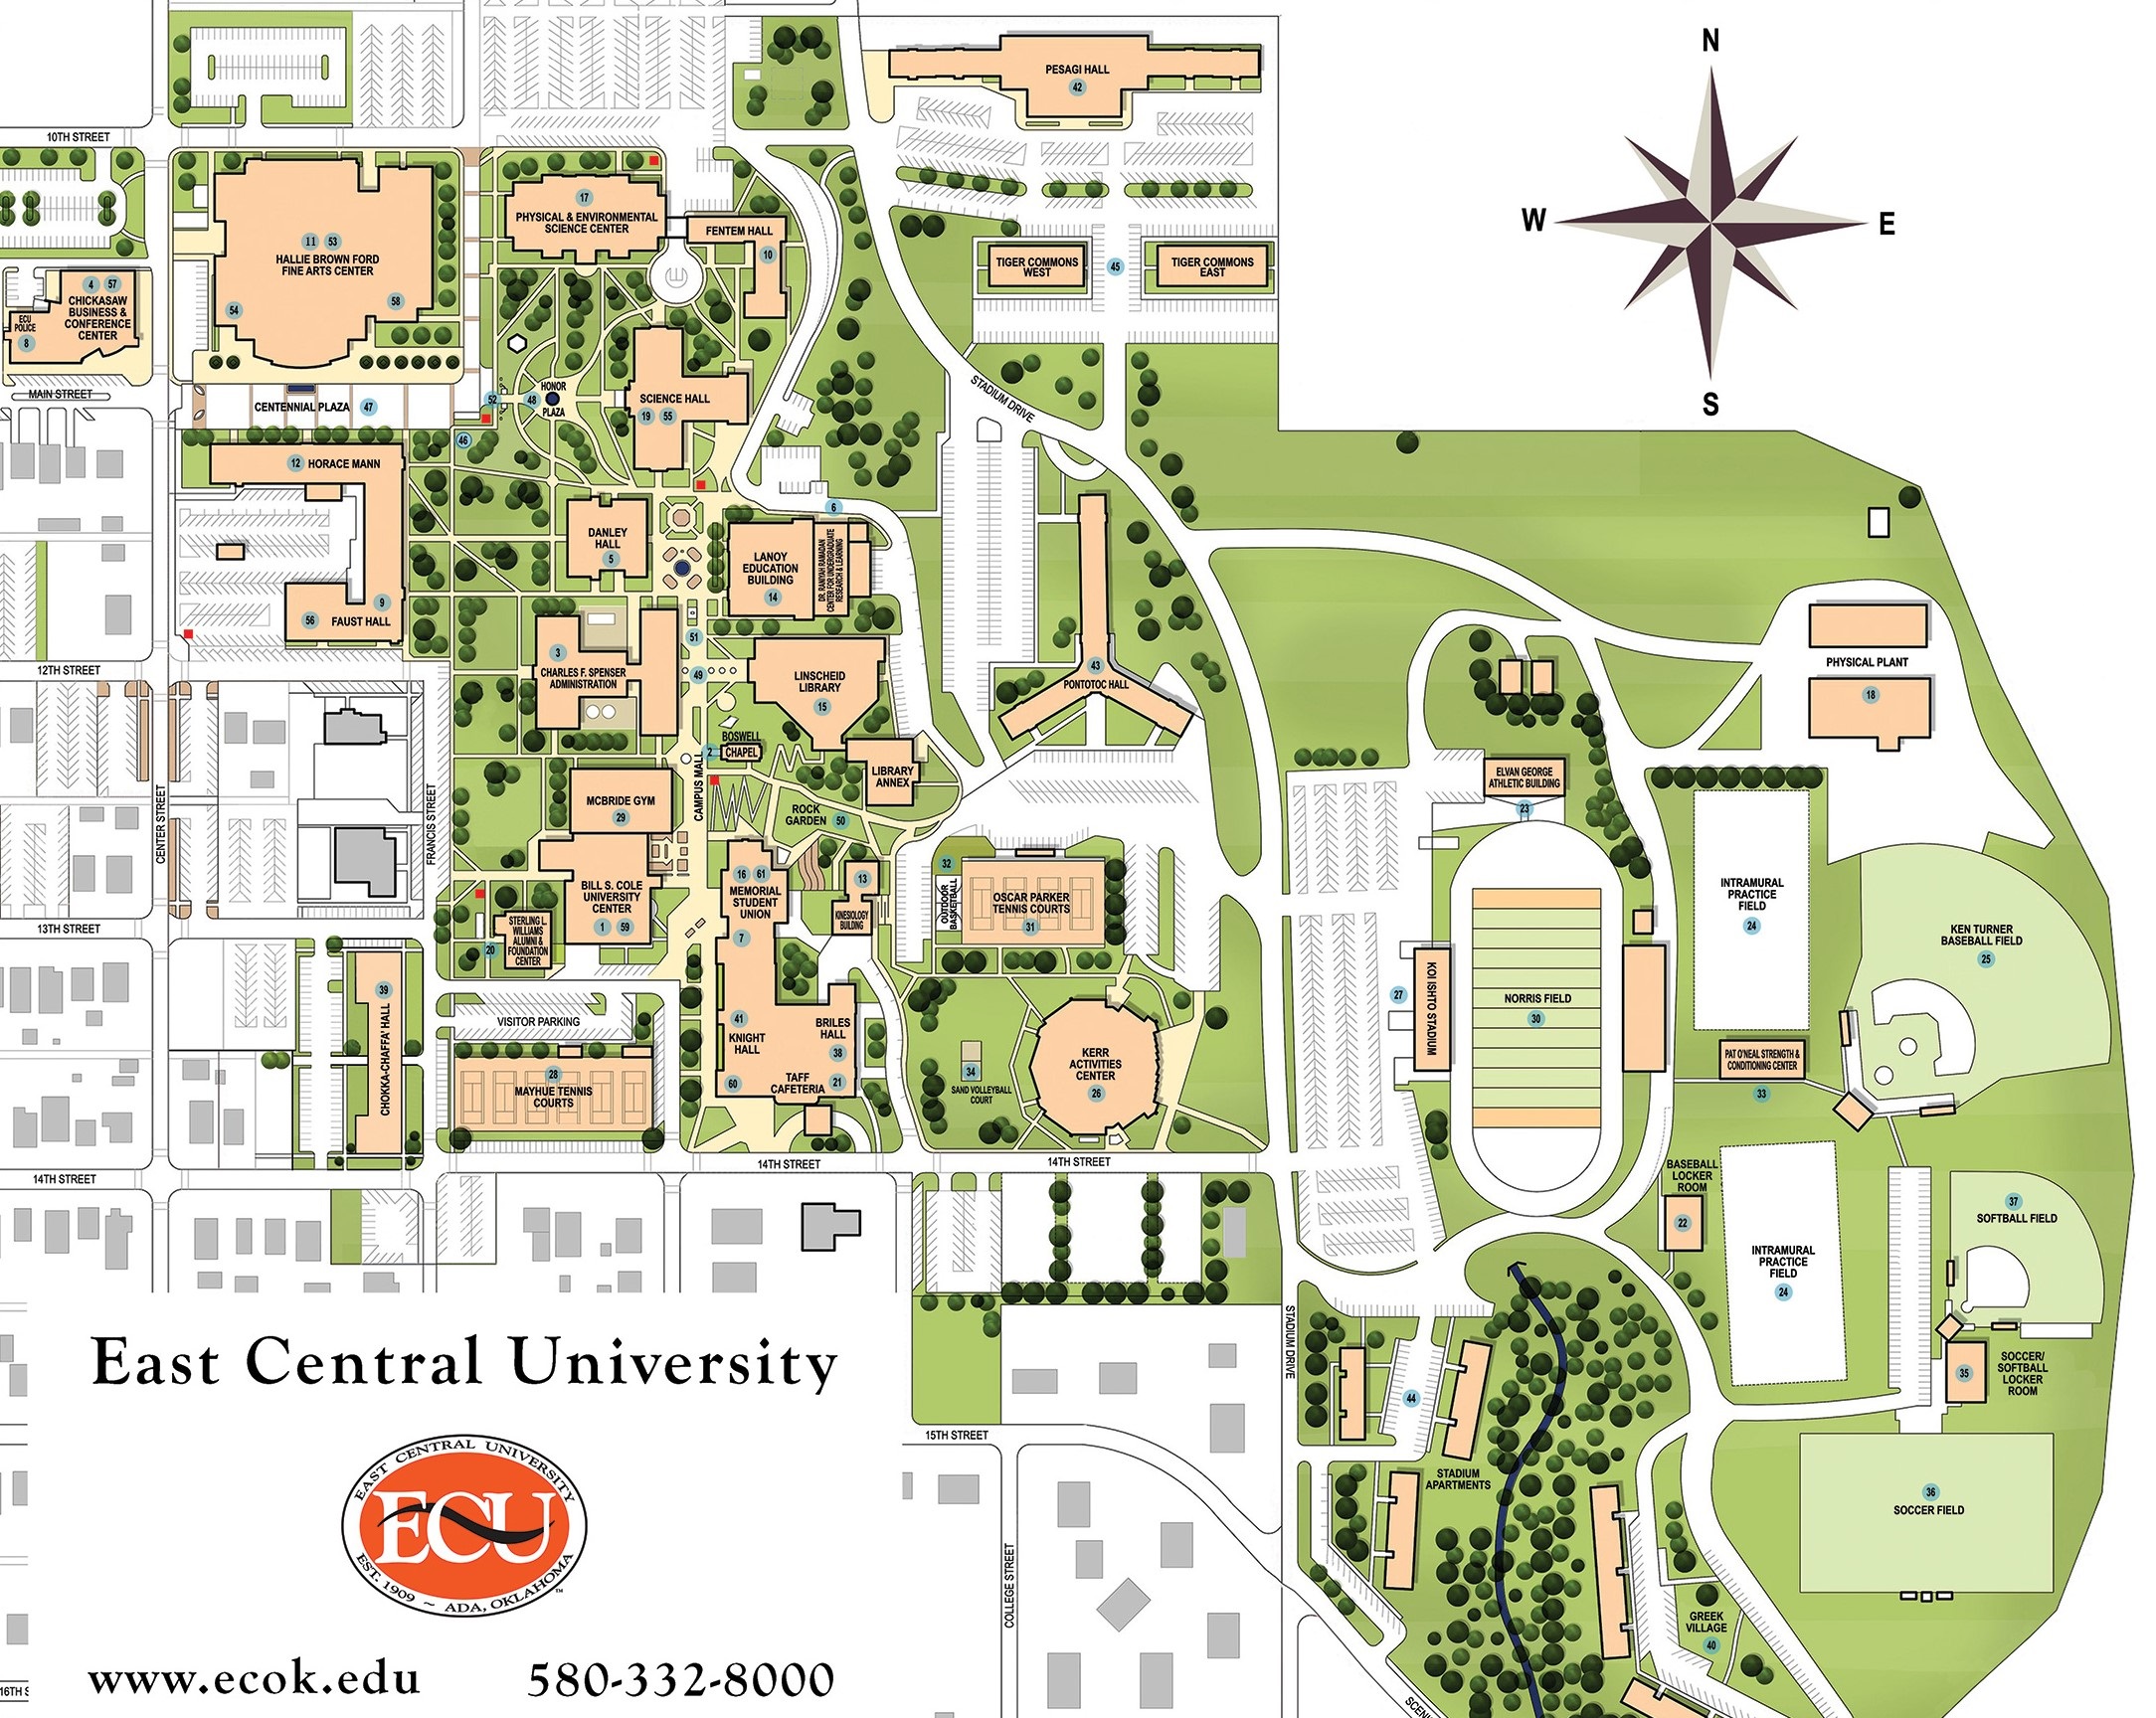 N
W
E
S
PESAGI HALL
42
10TH STREET
17
PHYSICAL & ENVIRONMENTAL
SCIENCE CENTER
FENTEM HALL
10
11 53
HALLIE BROWN FORD
FINE ARTS CENTER
54
58
TIGER COMMONS
WEST
45
TIGER COMMONS
EAST
4 57
CHICKASAW
BUSINESS &
CONFERENCE
CENTER
ECU
POLICE
8
MAIN STREET
CENTENNIAL PLAZA 47
52
48
HONOR
PLAZA
46
SCIENCE HALL
19 55
STADIUM DRIVE
12 HORACE MANN
6
DANLEY
HALL
5
LANOY
EDUCATION
BUILDING
14
DR. RANIYAH RAMADAN
CENTER FOR UNDERGRADUATE
RESEARCH & LEARNING
9
56 FAUST HALL
51
12TH STREET
3
CHARLES F. SPENSER
ADMINISTRATION
49
LINSCHEID
LIBRARY
15
43
PONTOTOC HALL
PHYSICAL PLANT
18
2
BOSWELL
CHAPEL
LIBRARY
ANNEX
CAMPUS MALL
MCBRIDE GYM
29
ROCK
GARDEN 50
ELVAN GEORGE
ATHLETIC BUILDING
23
CENTER STREET
FRANCIS STREET
16 61
MEMORIAL
STUDENT
UNION
7
13
KINESIOLOGY
BUILDING
32
OUTDOOR
BASKETBALL
OSCAR PARKER
TENNIS COURTS
31
BILL S. COLE
UNIVERSITY
CENTER
1 59
STERLING L.
WILLIAMS
ALUMNI &
FOUNDATION
CENTER
20
INTRAMURAL
PRACTICE
FIELD
24
KEN TURNER
BASEBALL FIELD
25
13TH STREET
39
CHOKKA-CHAFFA' HALL
VISITOR PARKING
28
MAYHUE TENNIS
COURTS
41
KNIGHT
HALL
60
BRILES
HALL
38
TAFF
CAFETERIA 21
34
SAND VOLLEYBALL
COURT
KERR
ACTIVITIES
CENTER
26
27
KOI ISHTO STADIUM
NORRIS FIELD
30
PAT O'NEAL STRENGTH &
CONDITIONING CENTER
33
14TH STREET
14TH STREET
14TH STREET
BASEBALL
LOCKER
ROOM
22
INTRAMURAL
PRACTICE
FIELD
24
37
SOFTBALL FIELD
35
SOCCER/
SOFTBALL
LOCKER
ROOM
STADIUM DRIVE
44
STADIUM
APARTMENTS
15TH STREET
COLLEGE STREET
36
SOCCER FIELD
GREEK
VILLAGE
40
East Central University
EAST CENTRAL UNIVERSITY
ECU
EST. 1909 ~ ADA, OKLAHOMA
TM
www.ecok.edu 580-332-8000
16TH S
SCENI